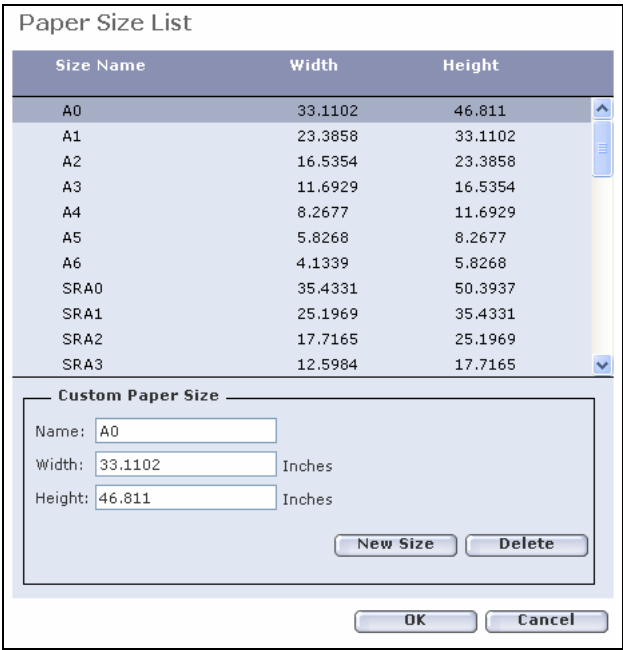 Paper Size List
Size Name Width Height
A0 33.1102 46.811
A1 23.3858 33.1102
A2 16.5354 23.3858
A3 11.6929 16.5354
A4 8.2677 11.6929
A5 5.8268 8.2677
A6 4.1339 5.8268
SRA0 35.4331 50.3937
SRA1 25.1969 35.4331
SRA2 17.7165 25.1969
SRA3 12.5984 17.7165
Custom Paper Size
Name: A0
Width: 33.1102 Inches
Height: 46.811 Inches
New Size Delete
OK Cancel